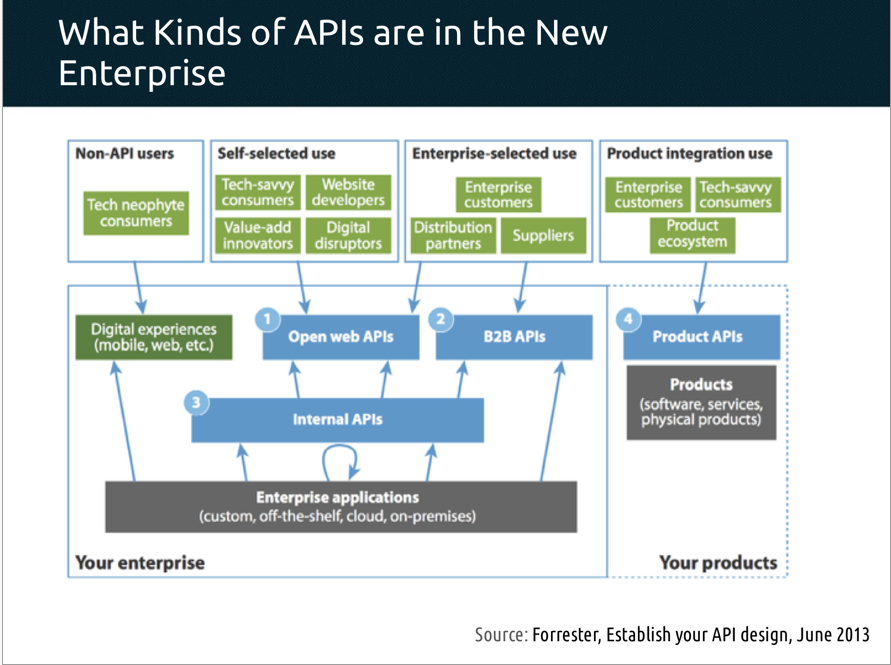 What Kinds of APIs are in the New
Enterprise
Non-API users
Tech neophyte
consumers
Self-selected use
Tech-savvy
consumers
Website
developers
Value-add
innovators
Digital
disruptors
Enterprise-selected use
Enterprise
customers
Distribution
partners
Suppliers
Product integration use
Enterprise
customers
Tech-savvy
consumers
Product
ecosystem
Digital experiences
(mobile, web, etc.)
1
Open web APIs
2
B2B APIs
4
Product APIs
Products
(software, services,
physical products)
3
Internal APIs
Enterprise applications
(custom, off-the-shelf, cloud, on-premises)
Your enterprise
Your products
Source: Forrester, Establish your API design, June 2013